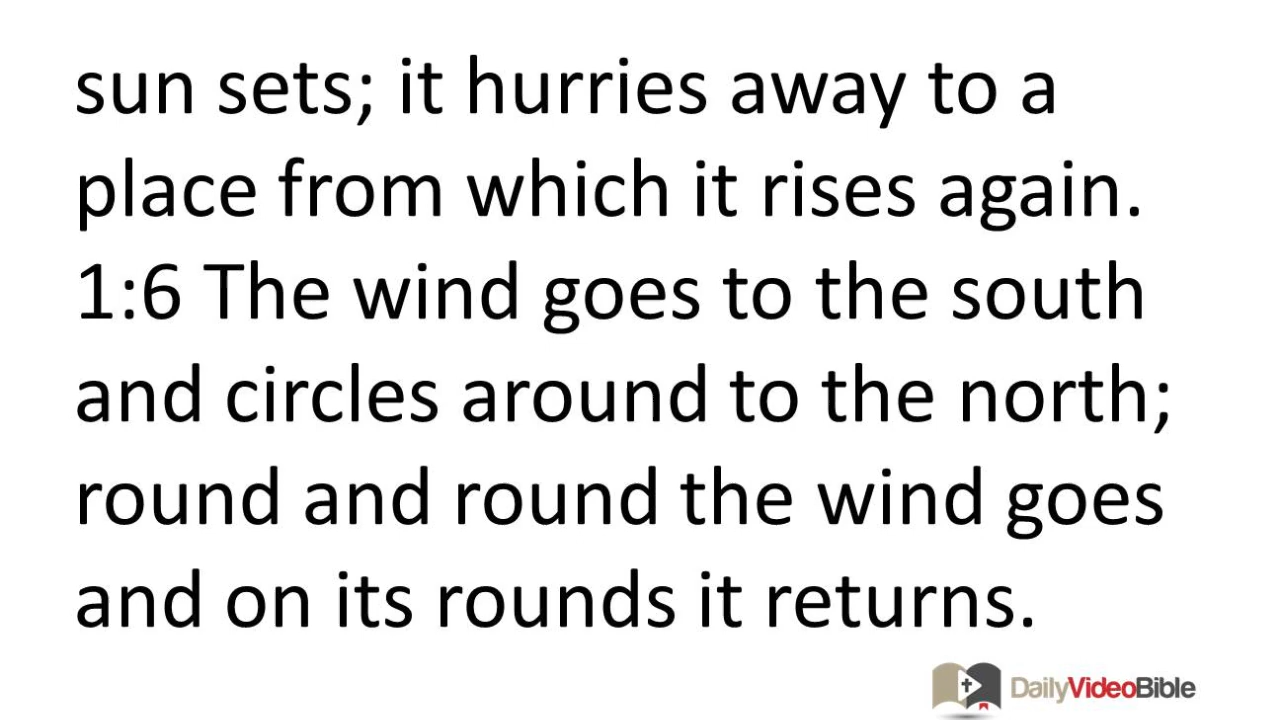 sun sets; it hurries away to a
place from which it rises again.
1:6 The wind goes to the south
and circles around to the north;
round and round the wind goes
and on its rounds it returns.
DailyVideoBible